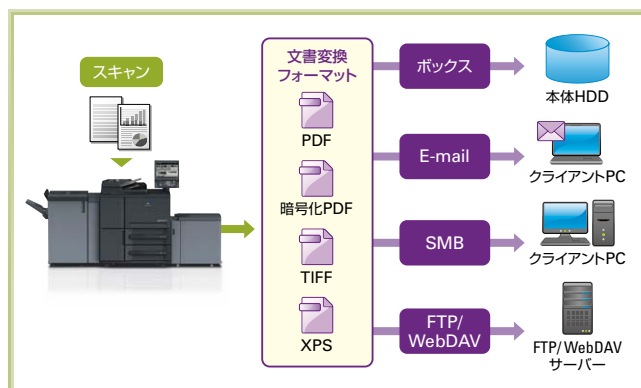 スキャン
文書変換
フォーマット
PDF
暗号化PDF
TIFF
XPS
ボックス
本体HDD
E-mail
クライアントPC
SMB
クライアントPC
FTP/
WebDAV
FTP/WebDAV
サーバー